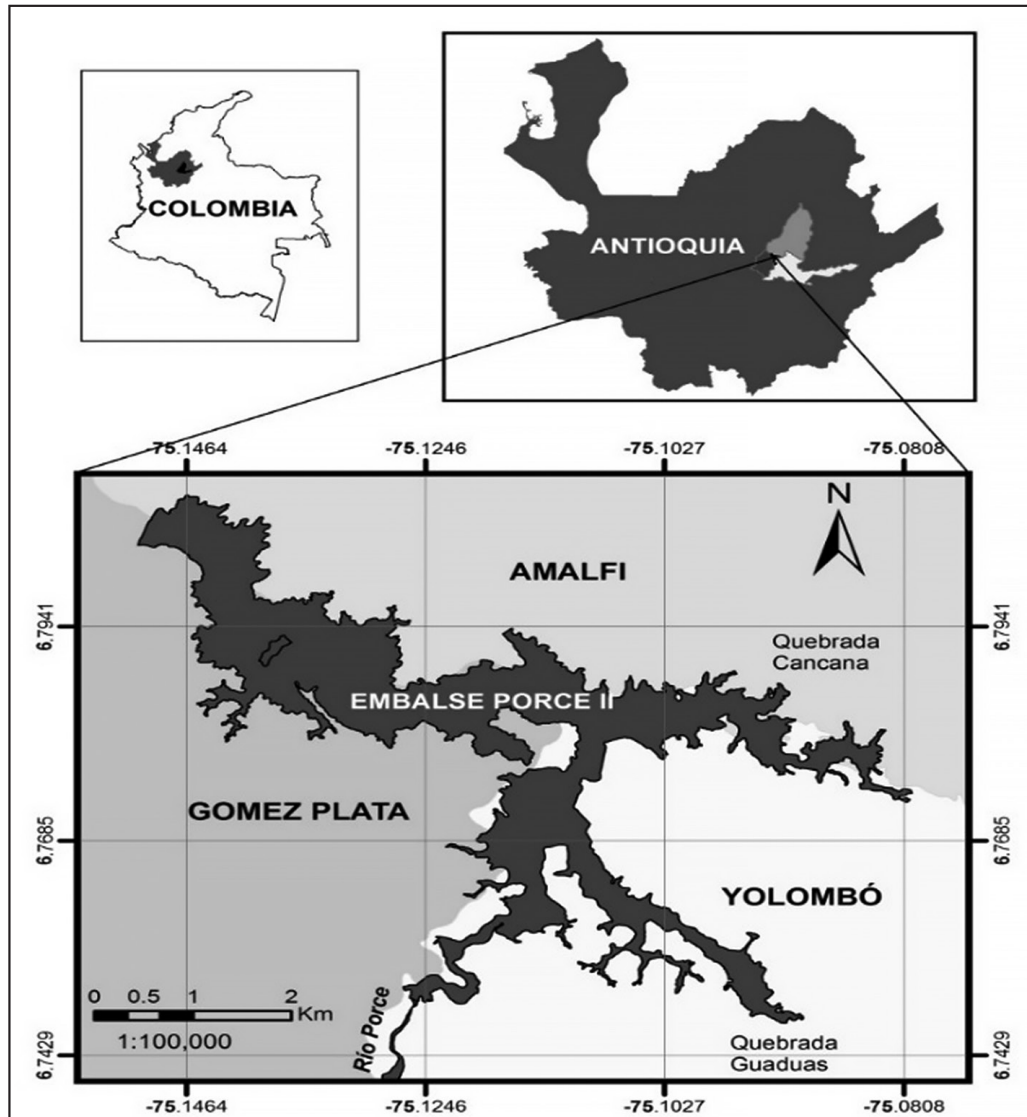 COLOMBIA
ANTIOQUIA
-75.1464
-75.1246
-75.1027
-75.0808
N
AMALFI
6.7941
6.7941
Quebrada
Cancana
EMBALSE PORCE II
GOMEZ PLATA
6.7685
6.7685
YOLOMBÓ
0 0.5 1 2
Km
1:100,000
Río Porce
Quebrada
Guaduas
6.7429
6.7429
-75.1464
-75.1246
-75.1027
-75.0808